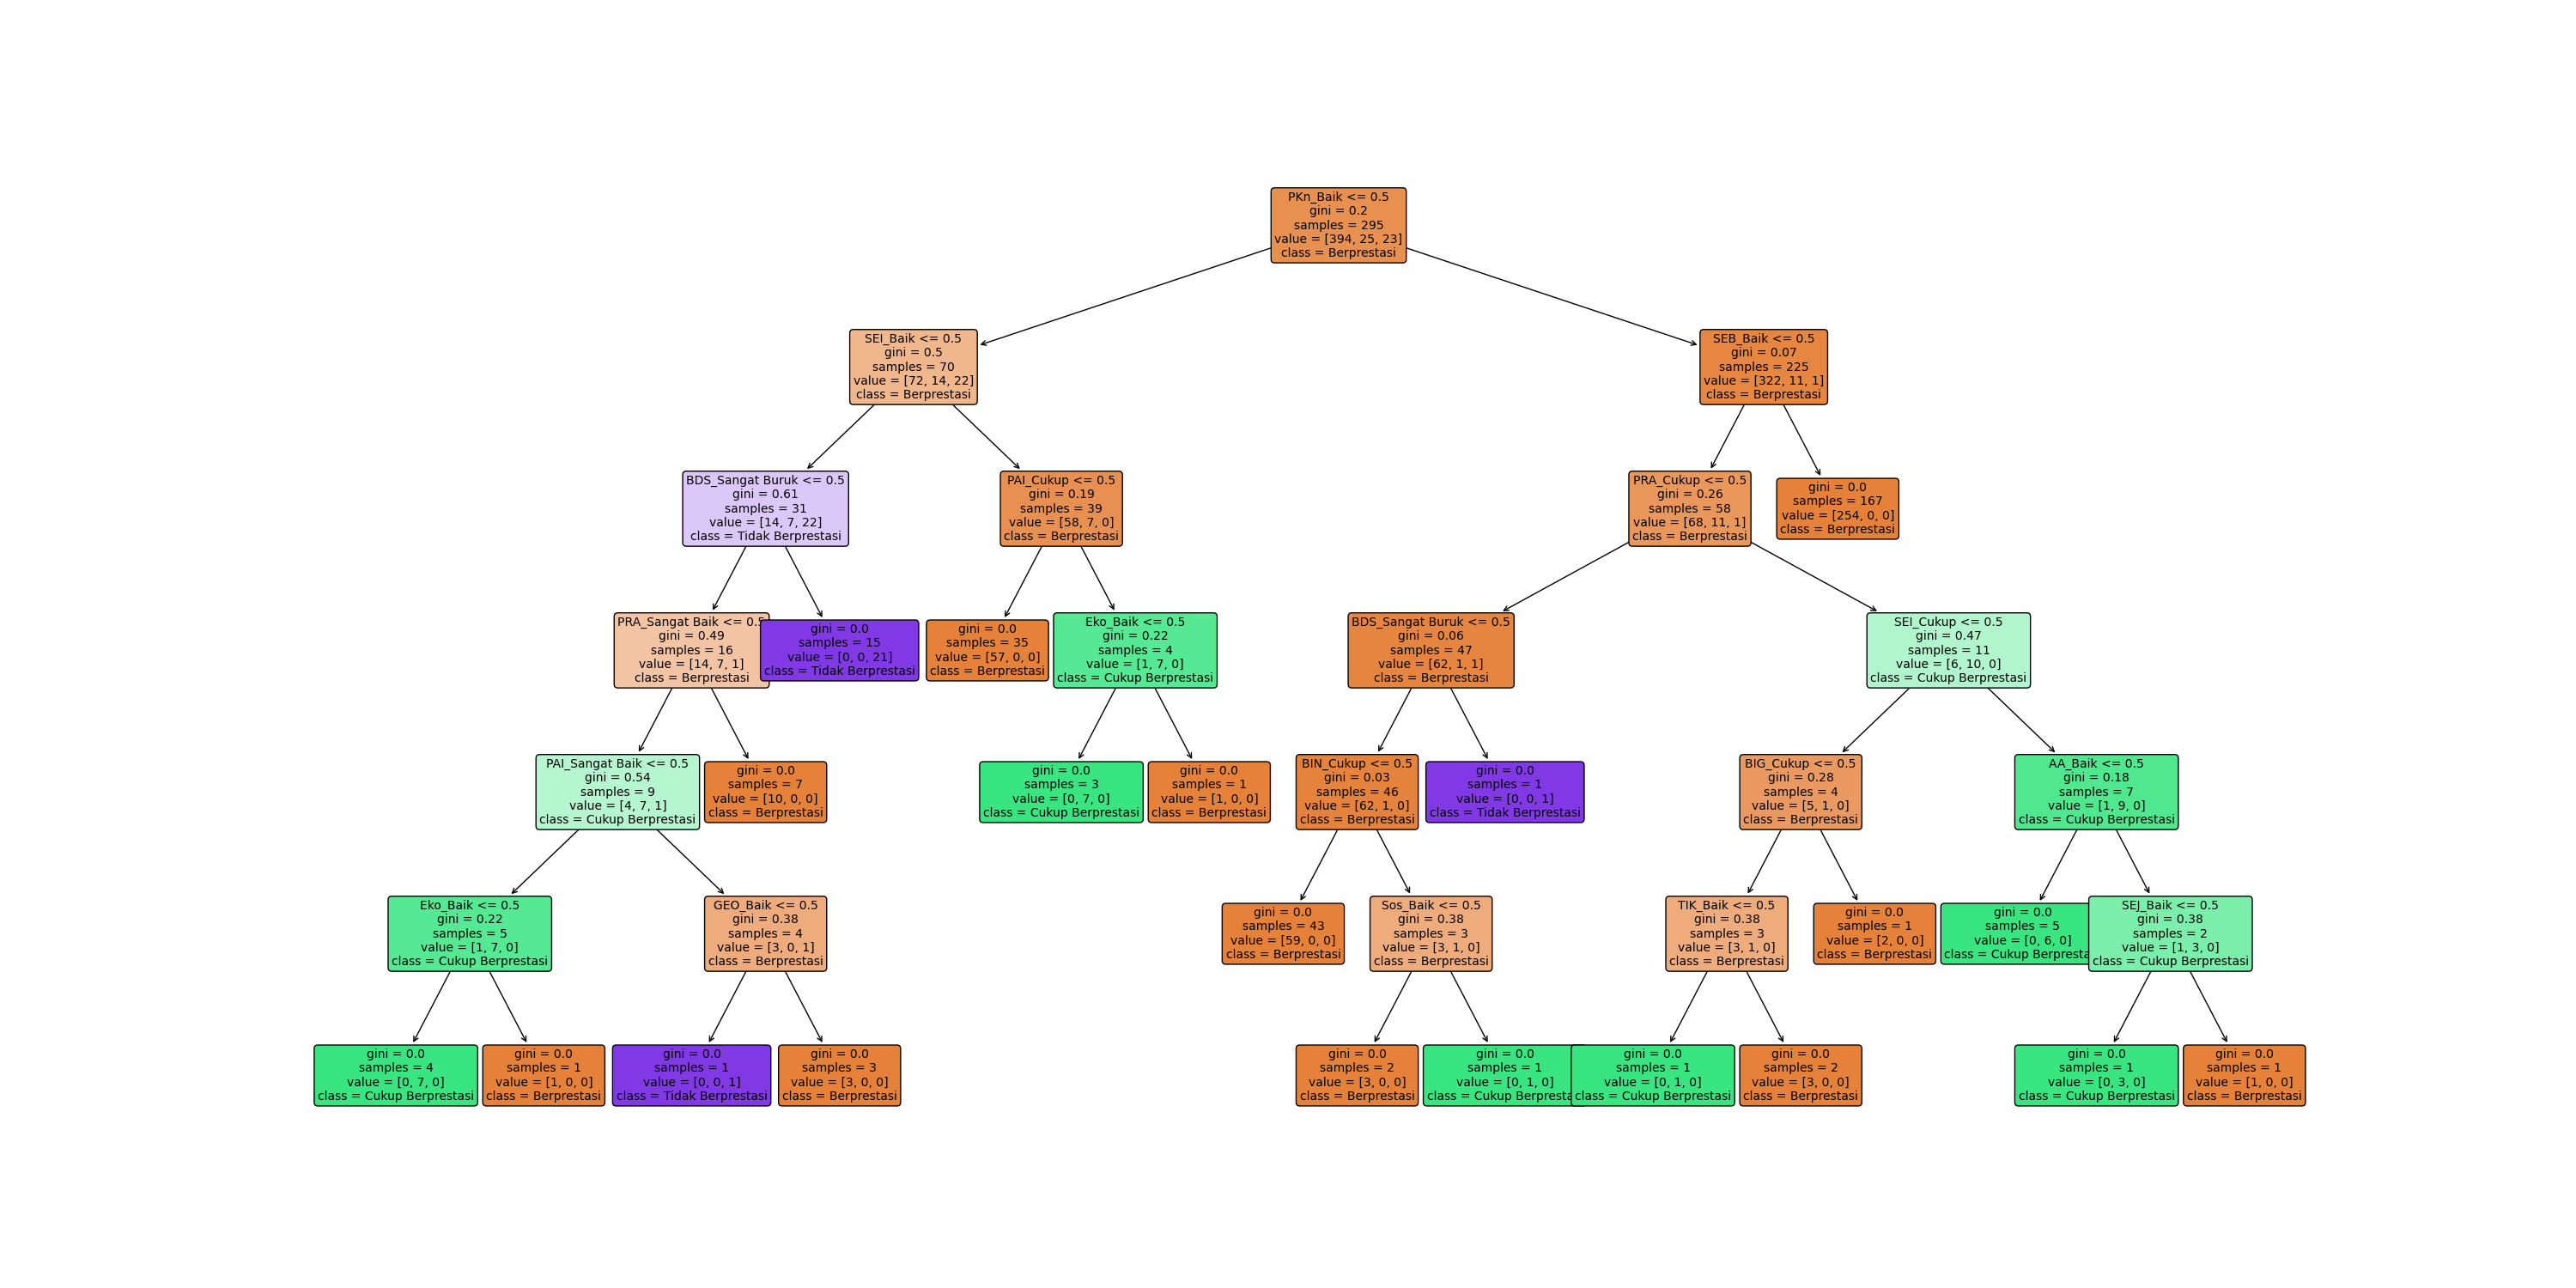 PKn_Baik <= 0.5
gini = 0.2
samples = 295
value = [394, 25, 23]
class = Berprestasi
SEI_Baik <= 0.5
gini = 0.5
samples = 70
value = [72, 14, 22]
class = Berprestasi
SEB_Baik <= 0.5
gini = 0.07
samples = 225
value = [322, 11, 1]
class = Berprestasi
BDS_Sangat Buruk <= 0.5
gini = 0.61
samples = 31
value = [14, 7, 22]
class = Tidak Berprestasi
PAI_Cukup <= 0.5
gini = 0.19
samples = 39
value = [58, 7, 0]
class = Berprestasi
PRA_Cukup <= 0.5
gini = 0.26
samples = 58
value = [68, 11, 1]
class = Berprestasi
gini = 0.0
samples = 167
value = [254, 0, 0]
class = Berprestasi
PRA_Sangat Baik <= 0.5
gini = 0.49
samples = 16
value = [14, 7, 1]
class = Berprestasi
gini = 0.0
samples = 15
value = [0, 0, 21]
class = Tidak Berprestasi
gini = 0.0
samples = 35
value = [57, 0, 0]
class = Berprestasi
Eko_Baik <= 0.5
gini = 0.22
samples = 4
value = [1, 7, 0]
class = Cukup Berprestasi
BDS_Sangat Buruk <= 0.5
gini = 0.06
samples = 47
value = [62, 1, 1]
class = Berprestasi
SEI_Cukup <= 0.5
gini = 0.47
samples = 11
value = [6, 10, 0]
class = Cukup Berprestasi
PAI_Sangat Baik <= 0.5
gini = 0.54
samples = 9
value = [4, 7, 1]
class = Cukup Berprestasi
gini = 0.0
samples = 7
value = [10, 0, 0]
class = Berprestasi
gini = 0.0
samples = 3
value = [0, 7, 0]
class = Cukup Berprestasi
gini = 0.0
samples = 1
value = [1, 0, 0]
class = Berprestasi
BIN_Cukup <= 0.5
gini = 0.03
samples = 46
value = [62, 1, 0]
class = Berprestasi
gini = 0.0
samples = 1
value = [0, 0, 1]
class = Tidak Berprestasi
BIG_Cukup <= 0.5
gini = 0.28
samples = 4
value = [5, 1, 0]
class = Berprestasi
AA_Baik <= 0.5
gini = 0.18
samples = 7
value = [1, 9, 0]
class = Cukup Berprestasi
Eko_Baik <= 0.5
gini = 0.22
samples = 5
value = [1, 7, 0]
class = Cukup Berprestasi
GEO_Baik <= 0.5
gini = 0.38
samples = 4
value = [3, 0, 1]
class = Berprestasi
gini = 0.0
samples = 43
value = [59, 0, 0]
class = Berprestasi
Sos_Baik <= 0.5
gini = 0.38
samples = 3
value = [3, 1, 0]
class = Berprestasi
TIK_Baik <= 0.5
gini = 0.38
samples = 3
value = [3, 1, 0]
class = Berprestasi
gini = 0.0
samples = 1
value = [2, 0, 0]
class = Berprestasi
gini = 0.0
samples = 5
value = [0, 6, 0]
class = Cukup Berpresta
SEJ_Baik <= 0.5
gini = 0.38
samples = 2
value = [1, 3, 0]
class = Cukup Berprestasi
gini = 0.0
samples = 4
value = [0, 7, 0]
class = Cukup Berprestasi
gini = 0.0
samples = 1
value = [1, 0, 0]
class = Berprestasi
gini = 0.0
samples = 1
value = [0, 0, 1]
class = Tidak Berprestasi
gini = 0.0
samples = 3
value = [3, 0, 0]
class = Berprestasi
gini = 0.0
samples = 2
value = [3, 0, 0]
class = Berprestasi
gini = 0.0
samples = 1
value = [0, 1, 0]
class = Cukup Berpresta
gini = 0.0
samples = 1
value = [0, 1, 0]
class = Cukup Berprestasi
gini = 0.0
samples = 2
value = [3, 0, 0]
class = Berprestasi
gini = 0.0
samples = 1
value = [0, 3, 0]
class = Cukup Berprestasi
gini = 0.0
samples = 1
value = [1, 0, 0]
class = Berprestasi